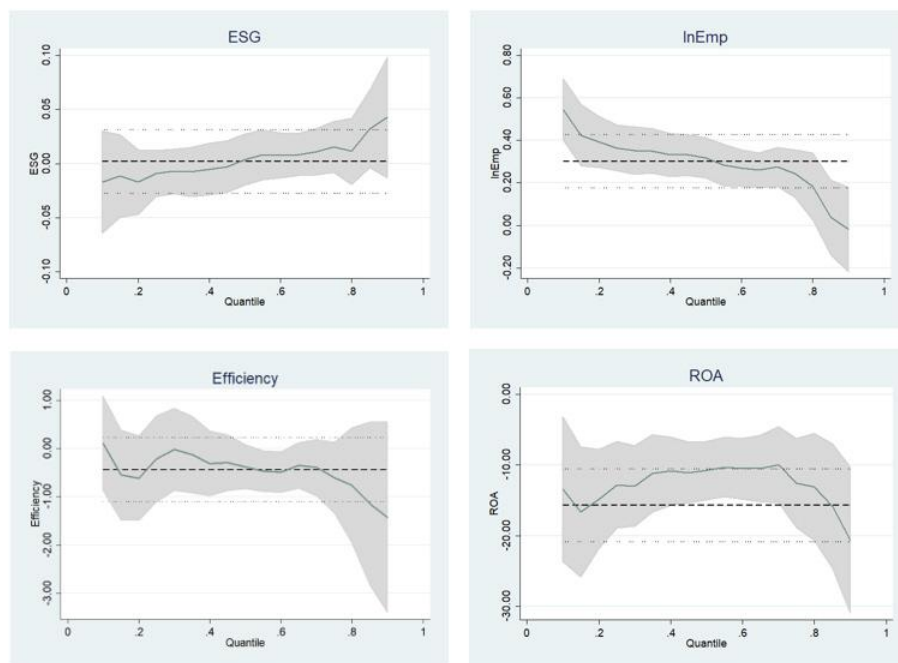 ESG
0.10
0.05
0.00
-0.05
-0.10
ESG
0 .2 .4 .6 .8 1
Quantile
lnEmp
0.80
0.60
0.40
0.20
0.00
-0.20
lnEmp
0 .2 .4 .6 .8 1
Quantile
Efficiency
1.00
0.00
-1.00
-2.00
-3.00
Efficiency
0 .2 .4 .6 .8 1
Quantile
ROA
0.00
-10.00
-20.00
-30.00
ROA
0 .2 .4 .6 .8 1
Quantile